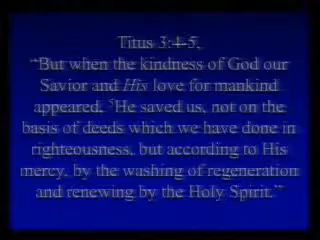 Titus 3:4-5,
“But when the kindness of God our
Savior and His love for mankind
appeared, ⁵He saved us, not on the
basis of deeds which we have done in
righteousness, but according to His
mercy, by the washing of regeneration
and renewing by the Holy Spirit.”